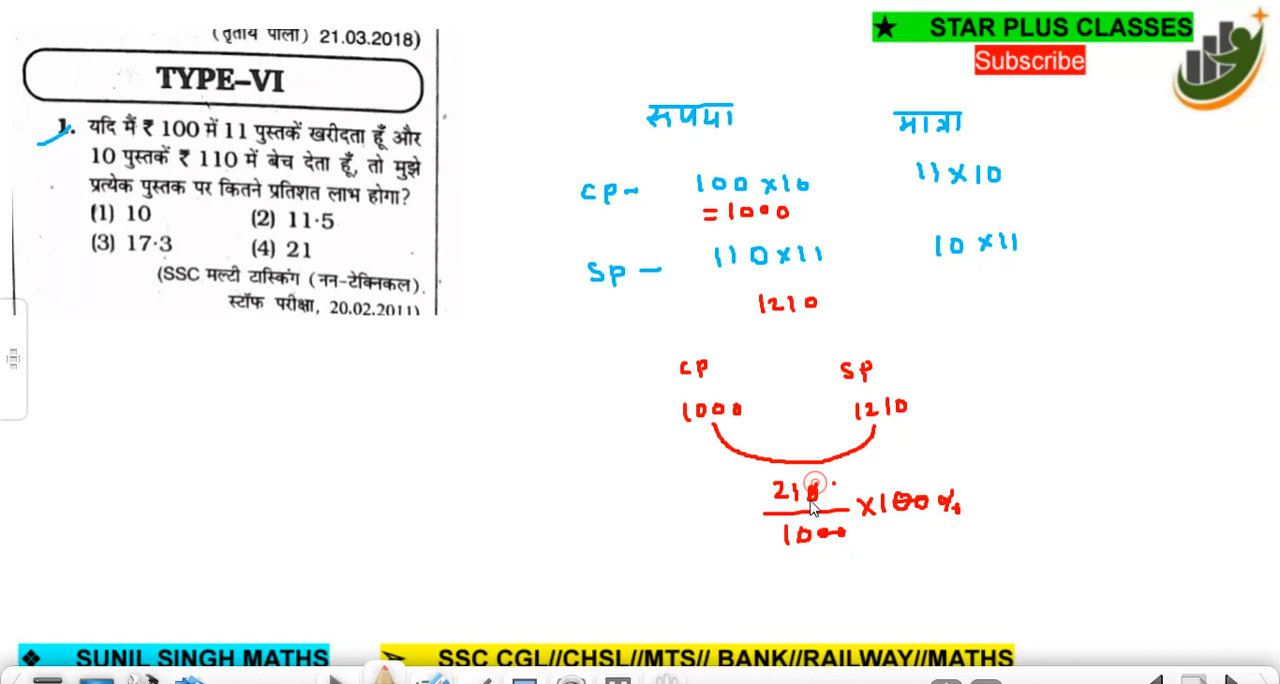 (तृतीय पाला) 21.03.2018)
TYPE–VI
1. यदि मैं ₹ 100 में 11 पुस्तकें खरीदता हूँ और
10 पुस्तकें ₹ 110 में बेच देता हूँ, तो मुझे
प्रत्येक पुस्तक पर कितने प्रतिशत लाभ होगा?
(1) 10 (2) 11·5
(3) 17·3 (4) 21
(SSC मल्टी टास्किंग (नन-टेक्निकल).
स्टॉफ परीक्षा, 20.02.2011)
★ STAR PLUS CLASSES
Subscribe
रुपया मात्रा
CP– 100 × 10 11 × 10
= 1000
SP – 110 × 11 10 × 11
1210
CP SP
1000 1210
210
1000
× 100 %
❖ SUNIL SINGH MATHS
➢ SSC CGL//CHSL//MTS// BANK//RAILWAY//MATHS